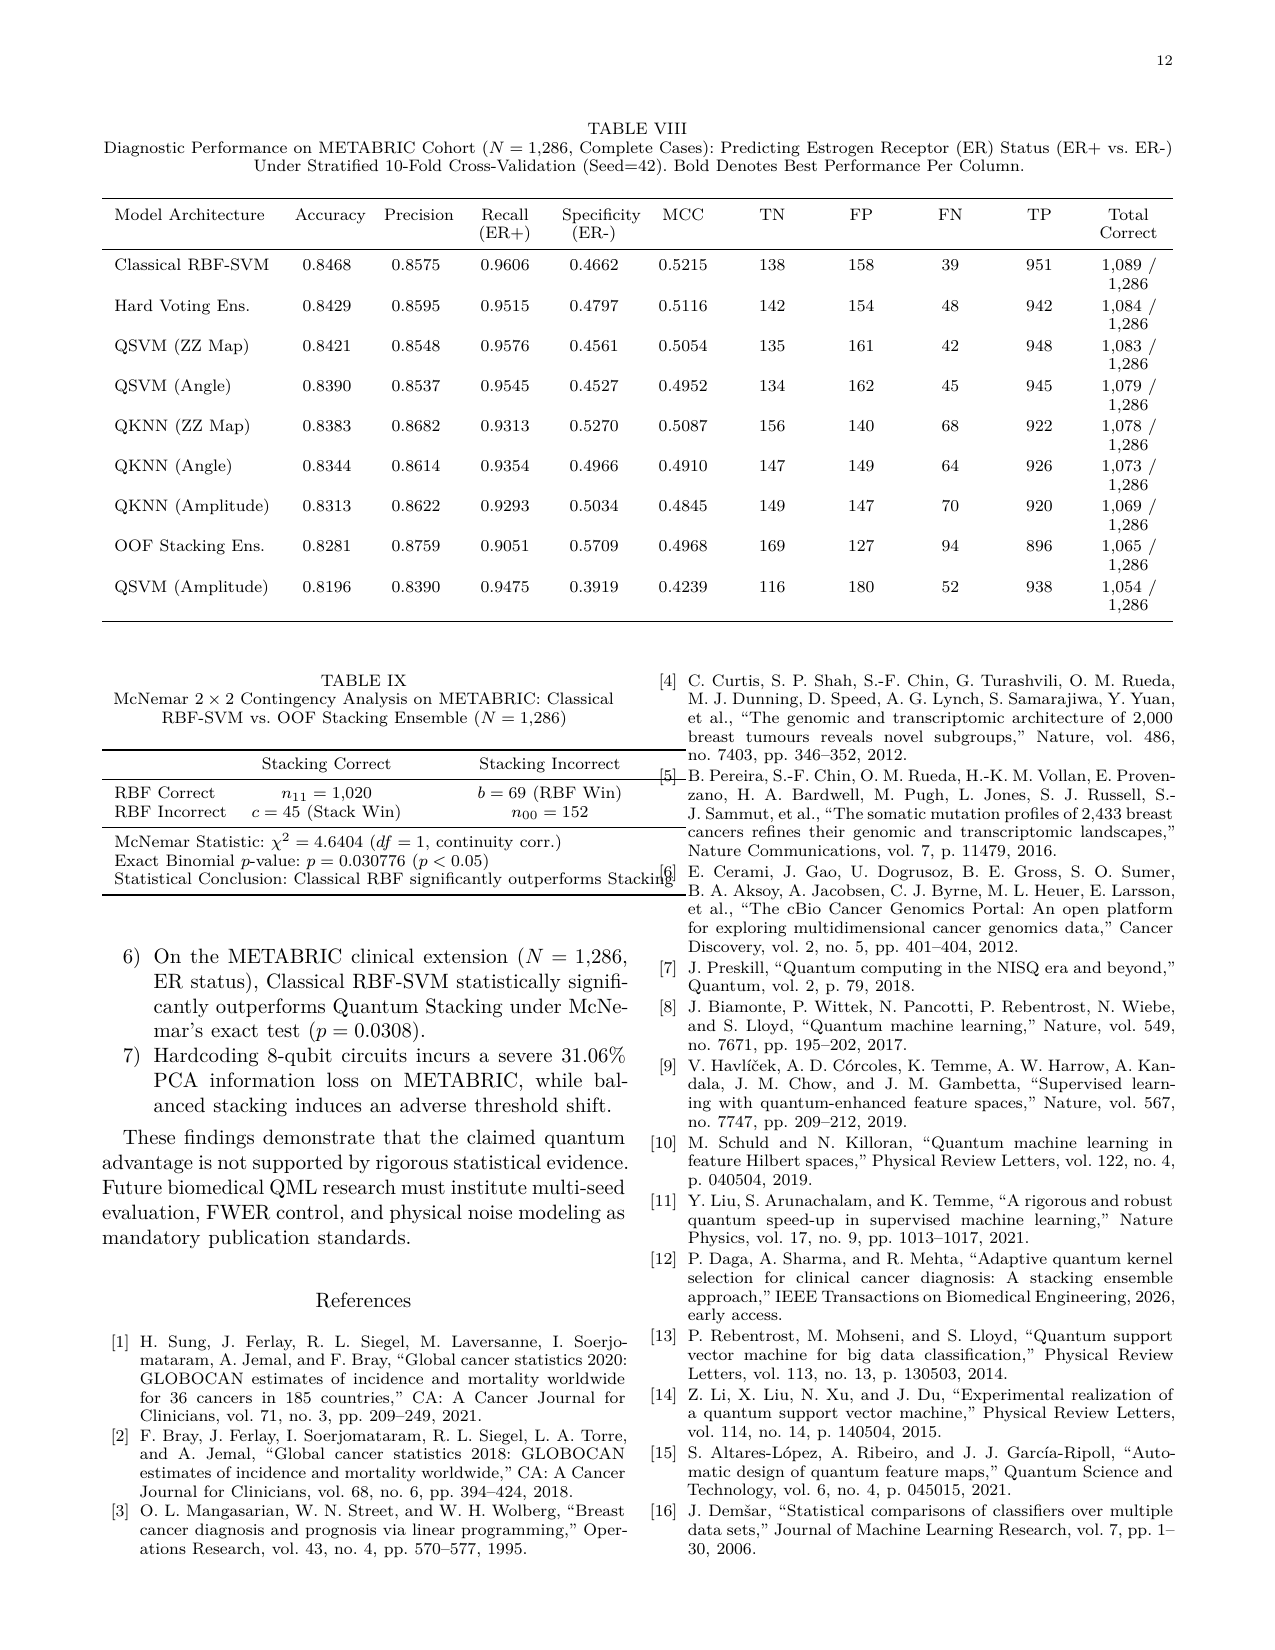 12
TABLE VIII
Diagnostic Performance on METABRIC Cohort (N = 1,286, Complete Cases): Predicting Estrogen Receptor (ER) Status (ER+ vs. ER-)
Under Stratified 10-Fold Cross-Validation (Seed=42). Bold Denotes Best Performance Per Column.
Model Architecture Accuracy Precision Recall Specificity MCC TN FP FN TP Total
(ER+) (ER-) Correct
Classical RBF-SVM 0.8468 0.8575 0.9606 0.4662 0.5215 138 158 39 951 1,089 /
1,286
Hard Voting Ens. 0.8429 0.8595 0.9515 0.4797 0.5116 142 154 48 942 1,084 /
1,286
QSVM (ZZ Map) 0.8421 0.8548 0.9576 0.4561 0.5054 135 161 42 948 1,083 /
1,286
QSVM (Angle) 0.8390 0.8537 0.9545 0.4527 0.4952 134 162 45 945 1,079 /
1,286
QKNN (ZZ Map) 0.8383 0.8682 0.9313 0.5270 0.5087 156 140 68 922 1,078 /
1,286
QKNN (Angle) 0.8344 0.8614 0.9354 0.4966 0.4910 147 149 64 926 1,073 /
1,286
QKNN (Amplitude) 0.8313 0.8622 0.9293 0.5034 0.4845 149 147 70 920 1,069 /
1,286
OOF Stacking Ens. 0.8281 0.8759 0.9051 0.5709 0.4968 169 127 94 896 1,065 /
1,286
QSVM (Amplitude) 0.8196 0.8390 0.9475 0.3919 0.4239 116 180 52 938 1,054 /
1,286
TABLE IX
McNemar 2 × 2 Contingency Analysis on METABRIC: Classical
RBF-SVM vs. OOF Stacking Ensemble (N = 1,286)
Stacking Correct Stacking Incorrect
RBF Correct n₁₁ = 1,020 b = 69 (RBF Win)
RBF Incorrect c = 45 (Stack Win) n₀₀ = 152
McNemar Statistic: χ² = 4.6404 (df = 1, continuity corr.)
Exact Binomial p-value: p = 0.030776 (p < 0.05)
Statistical Conclusion: Classical RBF significantly outperforms Stacking
6) On the METABRIC clinical extension (N = 1,286,
ER status), Classical RBF-SVM statistically signifi-
cantly outperforms Quantum Stacking under McNe-
mar's exact test (p = 0.0308).
7) Hardcoding 8-qubit circuits incurs a severe 31.06%
PCA information loss on METABRIC, while bal-
anced stacking induces an adverse threshold shift.
These findings demonstrate that the claimed quantum
advantage is not supported by rigorous statistical evidence.
Future biomedical QML research must institute multi-seed
evaluation, FWER control, and physical noise modeling as
mandatory publication standards.
References
[1] H. Sung, J. Ferlay, R. L. Siegel, M. Laversanne, I. Soerjo-
mataram, A. Jemal, and F. Bray, “Global cancer statistics 2020:
GLOBOCAN estimates of incidence and mortality worldwide
for 36 cancers in 185 countries,” CA: A Cancer Journal for
Clinicians, vol. 71, no. 3, pp. 209–249, 2021.
[2] F. Bray, J. Ferlay, I. Soerjomataram, R. L. Siegel, L. A. Torre,
and A. Jemal, “Global cancer statistics 2018: GLOBOCAN
estimates of incidence and mortality worldwide,” CA: A Cancer
Journal for Clinicians, vol. 68, no. 6, pp. 394–424, 2018.
[3] O. L. Mangasarian, W. N. Street, and W. H. Wolberg, “Breast
cancer diagnosis and prognosis via linear programming,” Oper-
ations Research, vol. 43, no. 4, pp. 570–577, 1995.
[4] C. Curtis, S. P. Shah, S.-F. Chin, G. Turashvili, O. M. Rueda,
M. J. Dunning, D. Speed, A. G. Lynch, S. Samarajiwa, Y. Yuan,
et al., “The genomic and transcriptomic architecture of 2,000
breast tumours reveals novel subgroups,” Nature, vol. 486,
no. 7403, pp. 346–352, 2012.
[5] B. Pereira, S.-F. Chin, O. M. Rueda, H.-K. M. Vollan, E. Proven-
zano, H. A. Bardwell, M. Pugh, L. Jones, S. J. Russell, S.-
J. Sammut, et al., “The somatic mutation profiles of 2,433 breast
cancers refines their genomic and transcriptomic landscapes,”
Nature Communications, vol. 7, p. 11479, 2016.
[6] E. Cerami, J. Gao, U. Dogrusoz, B. E. Gross, S. O. Sumer,
B. A. Aksoy, A. Jacobsen, C. J. Byrne, M. L. Heuer, E. Larsson,
et al., “The cBio Cancer Genomics Portal: An open platform
for exploring multidimensional cancer genomics data,” Cancer
Discovery, vol. 2, no. 5, pp. 401–404, 2012.
[7] J. Preskill, “Quantum computing in the NISQ era and beyond,”
Quantum, vol. 2, p. 79, 2018.
[8] J. Biamonte, P. Wittek, N. Pancotti, P. Rebentrost, N. Wiebe,
and S. Lloyd, “Quantum machine learning,” Nature, vol. 549,
no. 7671, pp. 195–202, 2017.
[9] V. Havlíček, A. D. Córcoles, K. Temme, A. W. Harrow, A. Kan-
dala, J. M. Chow, and J. M. Gambetta, “Supervised learn-
ing with quantum-enhanced feature spaces,” Nature, vol. 567,
no. 7747, pp. 209–212, 2019.
[10] M. Schuld and N. Killoran, “Quantum machine learning in
feature Hilbert spaces,” Physical Review Letters, vol. 122, no. 4,
p. 040504, 2019.
[11] Y. Liu, S. Arunachalam, and K. Temme, “A rigorous and robust
quantum speed-up in supervised machine learning,” Nature
Physics, vol. 17, no. 9, pp. 1013–1017, 2021.
[12] P. Daga, A. Sharma, and R. Mehta, “Adaptive quantum kernel
selection for clinical cancer diagnosis: A stacking ensemble
approach,” IEEE Transactions on Biomedical Engineering, 2026,
early access.
[13] P. Rebentrost, M. Mohseni, and S. Lloyd, “Quantum support
vector machine for big data classification,” Physical Review
Letters, vol. 113, no. 13, p. 130503, 2014.
[14] Z. Li, X. Liu, N. Xu, and J. Du, “Experimental realization of
a quantum support vector machine,” Physical Review Letters,
vol. 114, no. 14, p. 140504, 2015.
[15] S. Altares-López, A. Ribeiro, and J. J. García-Ripoll, “Auto-
matic design of quantum feature maps,” Quantum Science and
Technology, vol. 6, no. 4, p. 045015, 2021.
[16] J. Demšar, “Statistical comparisons of classifiers over multiple
data sets,” Journal of Machine Learning Research, vol. 7, pp. 1–
30, 2006.